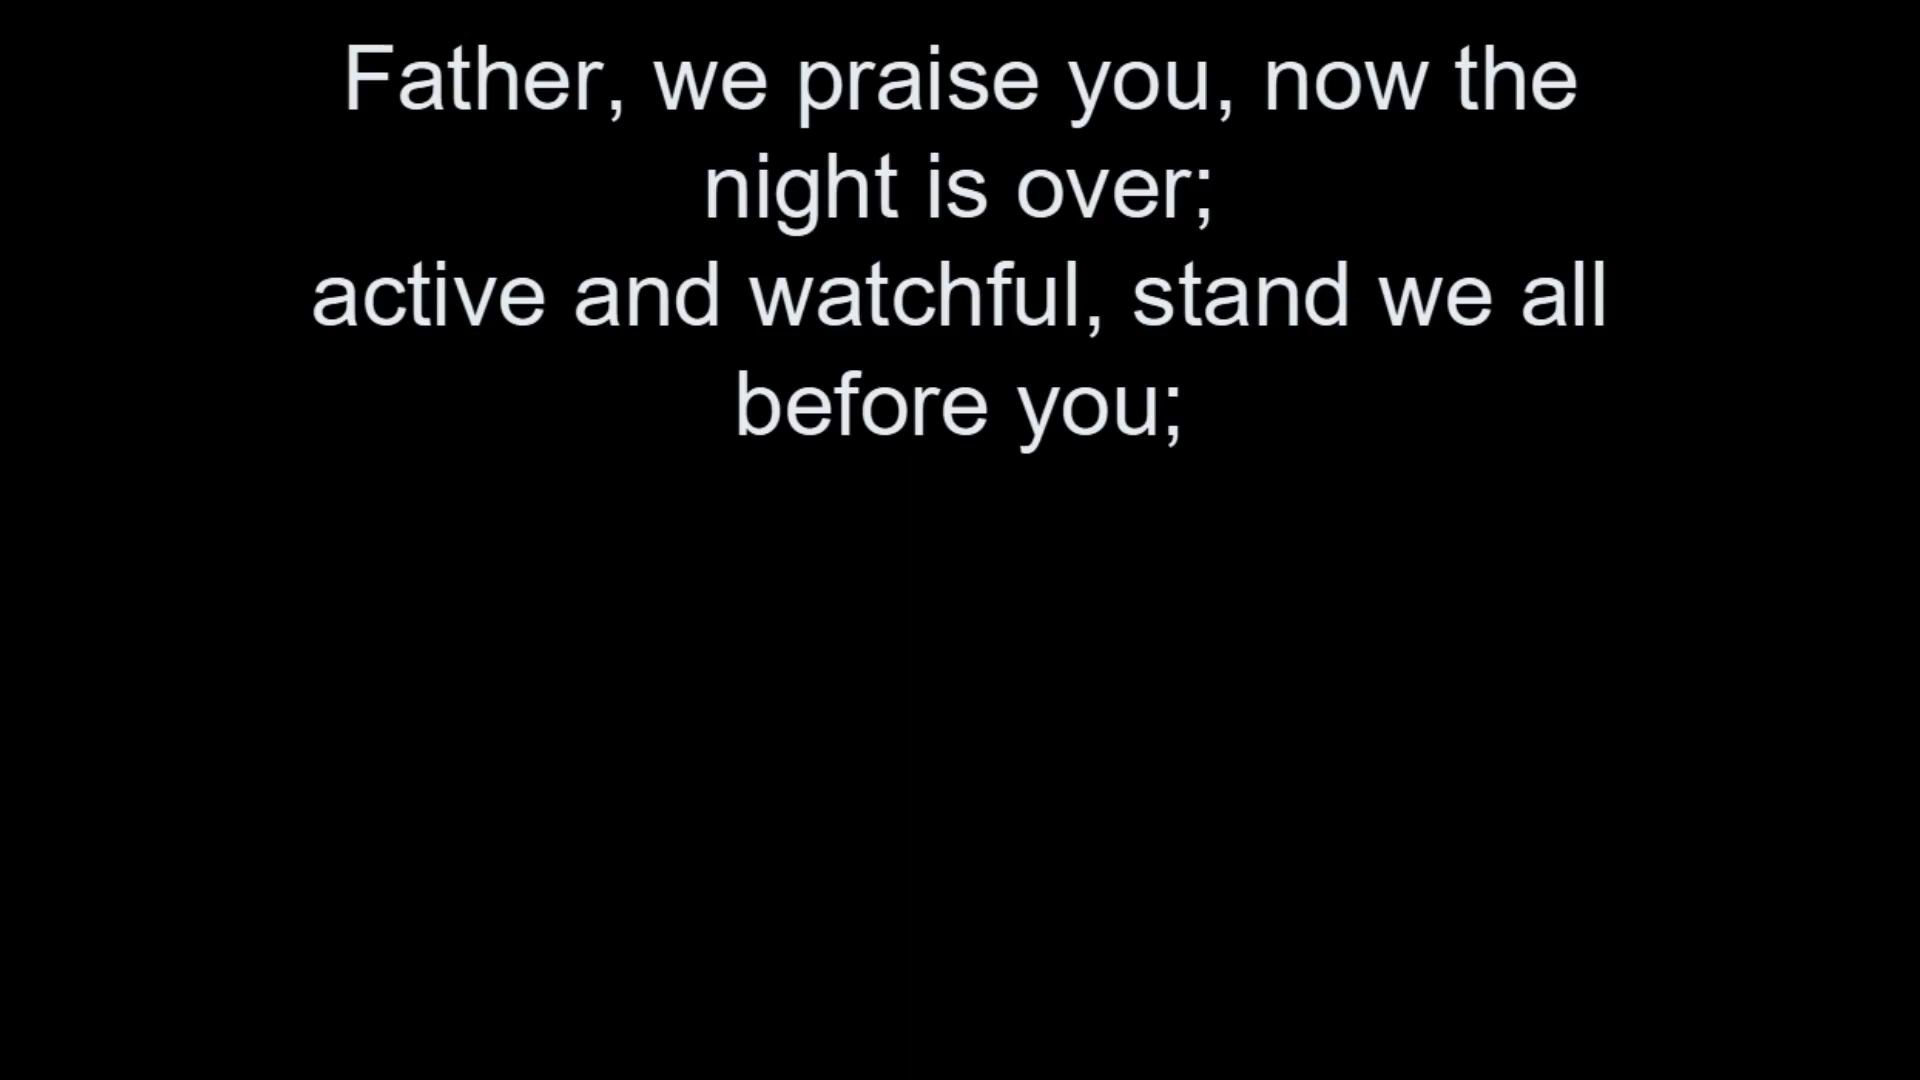 Father, we praise you, now the
night is over;
active and watchful, stand we all
before you;